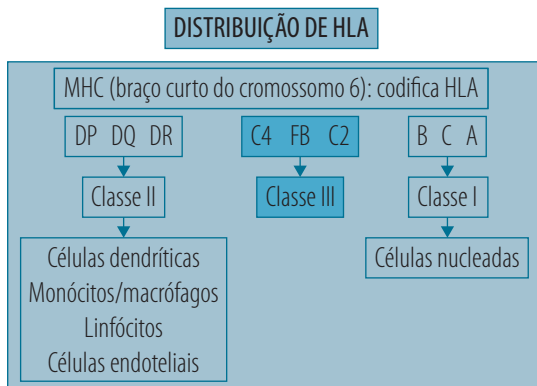 DISTRIBUIÇÃO DE HLA
MHC (braço curto do cromossomo 6): codifica HLA
DP DQ DR
C4 FB C2
B C A
Classe II
Classe III
Classe I
Células dendríticas
Monócitos/macrófagos
Linfócitos
Células endoteliais
Células nucleadas